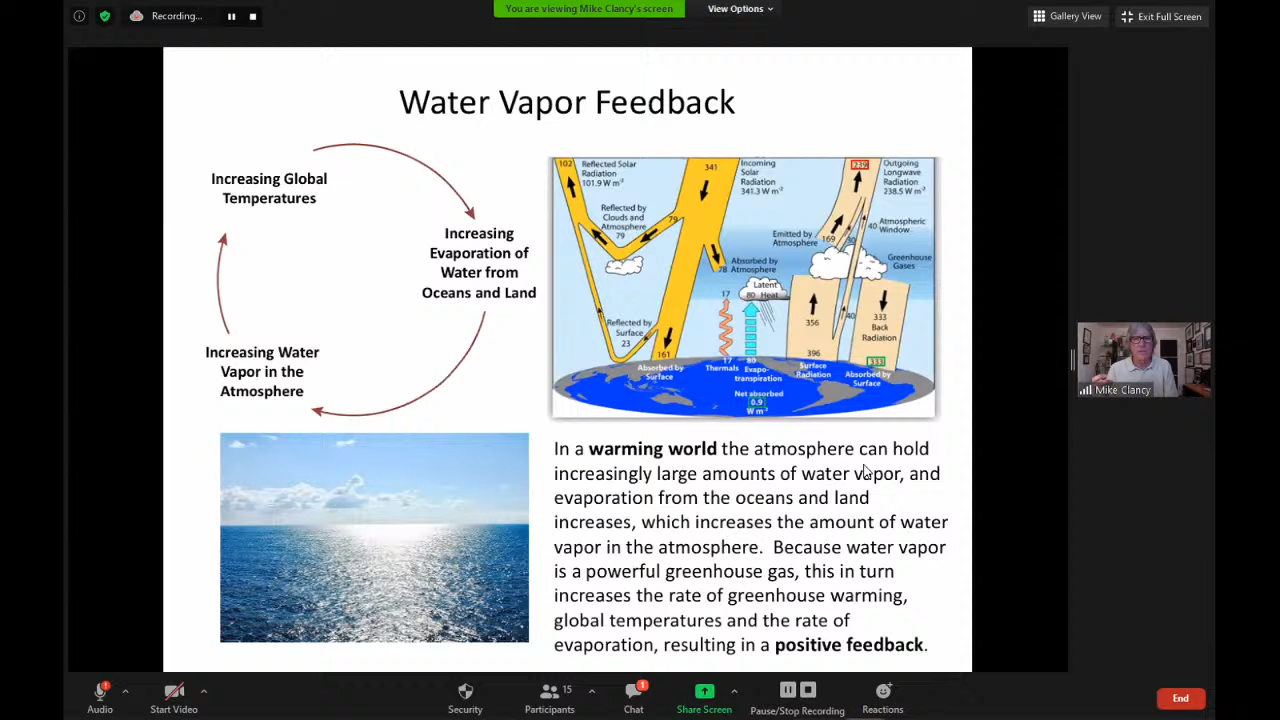 Recording...
You are viewing Mike Clancy's screen
View Options
Gallery View
Exit Full Screen
Water Vapor Feedback
Increasing Global
Temperatures
Increasing
Evaporation of
Water from
Oceans and Land
Increasing Water
Vapor in the
Atmosphere
102
Reflected Solar
Radiation
101.9 W m-2
341
Incoming
Solar
Radiation
341.3 W m-2
239
Outgoing
Longwave
Radiation
238.5 W m-2
Reflected by
Clouds and
Atmosphere
79
79
Emitted by
Atmosphere
169
30
40
Atmospheric
Window
Greenhouse
Gases
78
Absorbed by
Atmosphere
17
Latent
80 Heat
Reflected by
Surface
23
356
40
333
Back
Radiation
161
Absorbed by
Surface
17
Thermals
80
Evapo-
transpiration
396
Surface
Radiation
333
Absorbed by
Surface
Net absorbed
0.9
W m-2
In a warming world the atmosphere can hold
increasingly large amounts of water vapor, and
evaporation from the oceans and land
increases, which increases the amount of water
vapor in the atmosphere. Because water vapor
is a powerful greenhouse gas, this in turn
increases the rate of greenhouse warming,
global temperatures and the rate of
evaporation, resulting in a positive feedback.
Mike Clancy
Audio
Start Video
Security
15
Participants
1
Chat
Share Screen
Pause/Stop Recording
Reactions
End